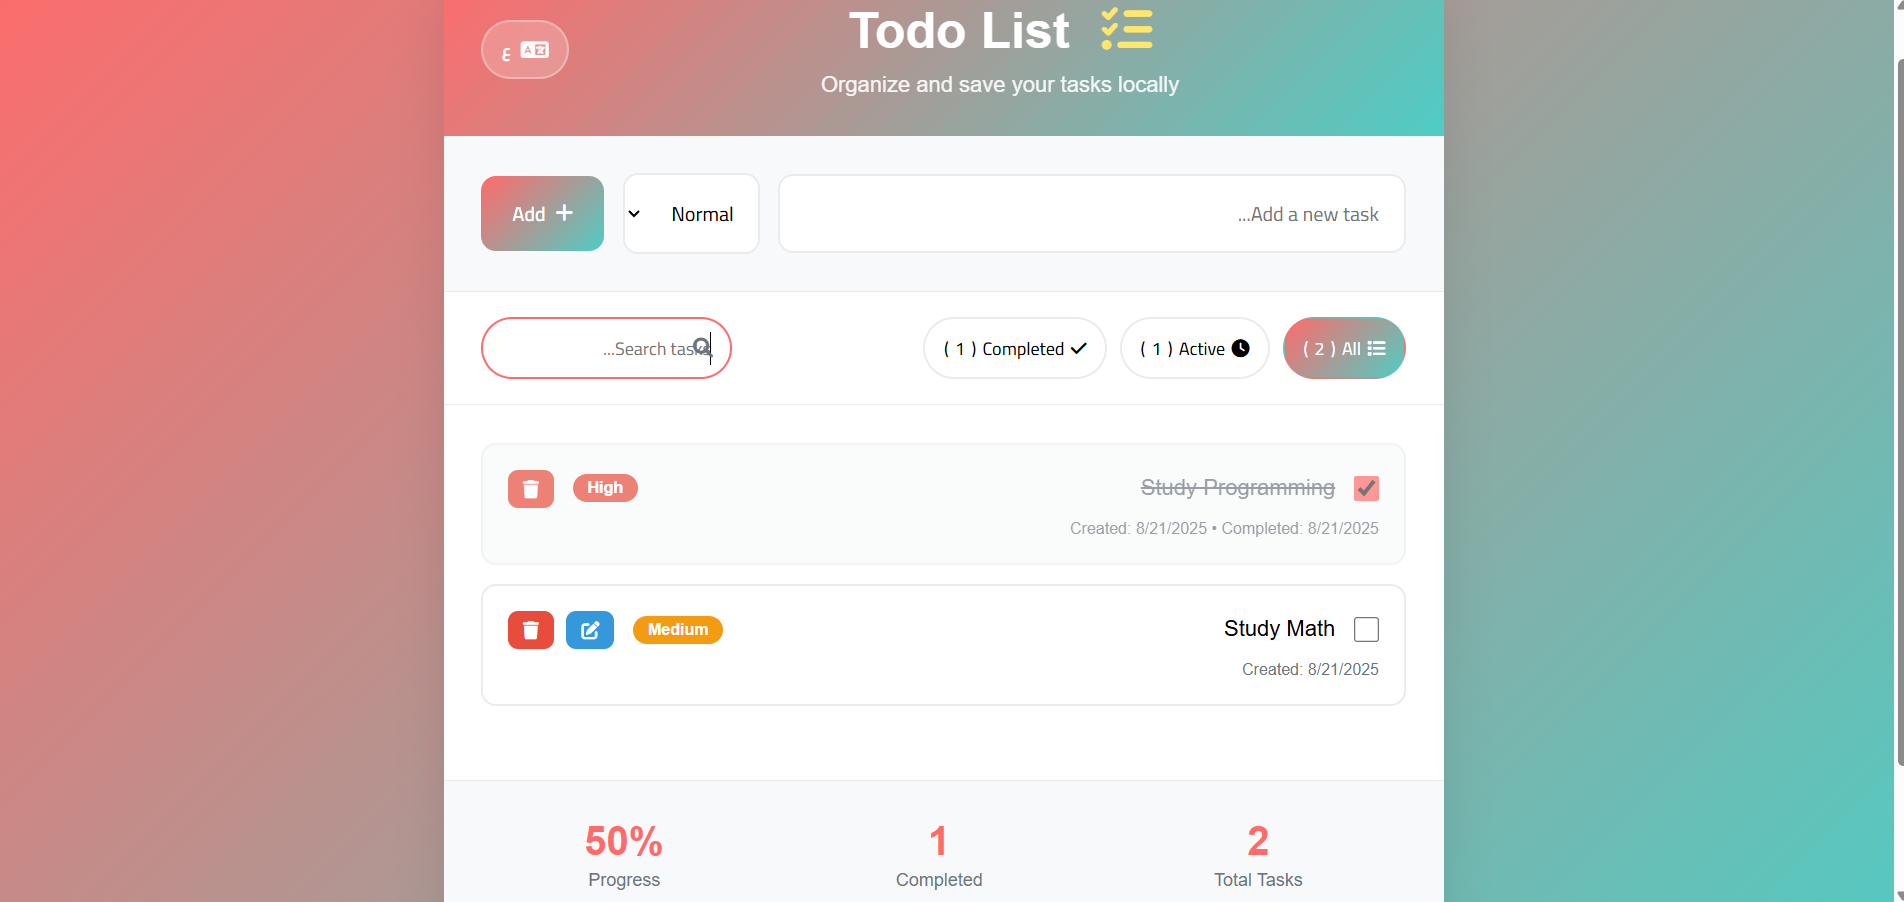 Todo List
ع
Organize and save your tasks locally
Add
Normal
...Add a new task
...Search tasks
( 1 ) Completed
( 1 ) Active
( 2 ) All
High
Study Programming
Created: 8/21/2025 • Completed: 8/21/2025
Medium
Study Math
Created: 8/21/2025
50%
Progress
1
Completed
2
Total Tasks